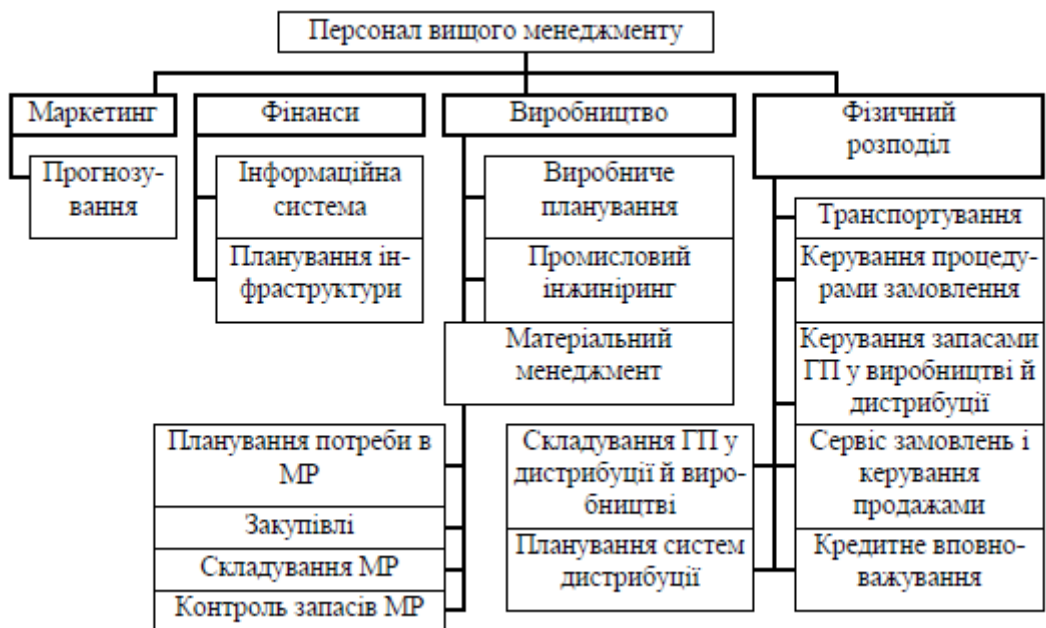 Персонал вищого менеджменту
Маркетинг
Прогнозу-
вання
Фінанси
Інформаційна
система
Планування ін-
фраструктури
Виробництво
Виробниче
планування
Промисловий
інжиніринг
Матеріальний
менеджмент
Планування потреби в
МР
Закупівлі
Складування МР
Контроль запасів МР
Фізичний
розподіл
Транспортування
Керування процеду-
рами замовлення
Керування запасами
ГП у виробництві й
дистрибуції
Сервіс замовлень і
керування
продажами
Кредитне вповно-
важування
Складування ГП у
дистрибуції й виро-
бництві
Планування систем
дистрибуції